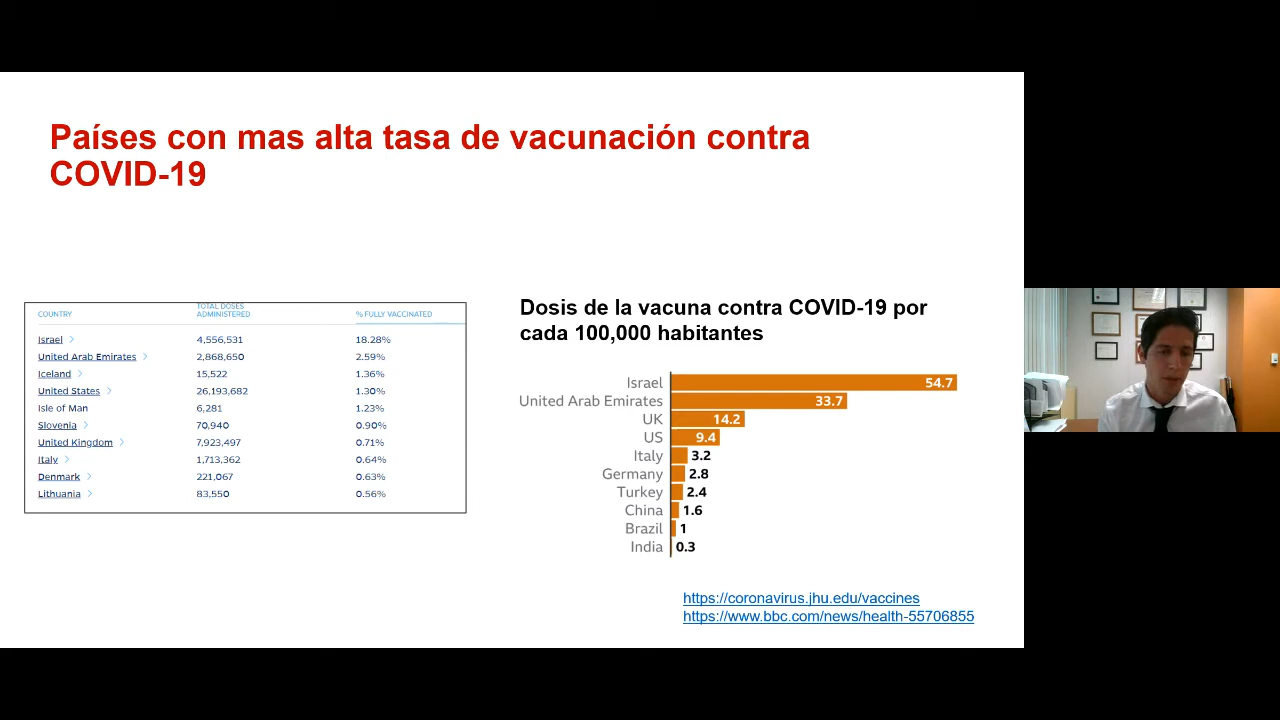 Países con mas alta tasa de vacunación contra
COVID-19
COUNTRY TOTAL DOSES ADMINISTERED % FULLY VACCINATED
Israel 4,556,531 18.28%
United Arab Emirates 2,868,650 2.59%
Iceland 15,522 1.36%
United States 26,193,682 1.30%
Isle of Man 6,281 1.23%
Slovenia 70,940 0.90%
United Kingdom 7,923,497 0.71%
Italy 1,713,362 0.64%
Denmark 221,067 0.63%
Lithuania 83,550 0.56%
Dosis de la vacuna contra COVID-19 por
cada 100,000 habitantes
Israel 54.7
United Arab Emirates 33.7
UK 14.2
US 9.4
Italy 3.2
Germany 2.8
Turkey 2.4
China 1.6
Brazil 1
India 0.3
https://coronavirus.jhu.edu/vaccines
https://www.bbc.com/news/health-55706855